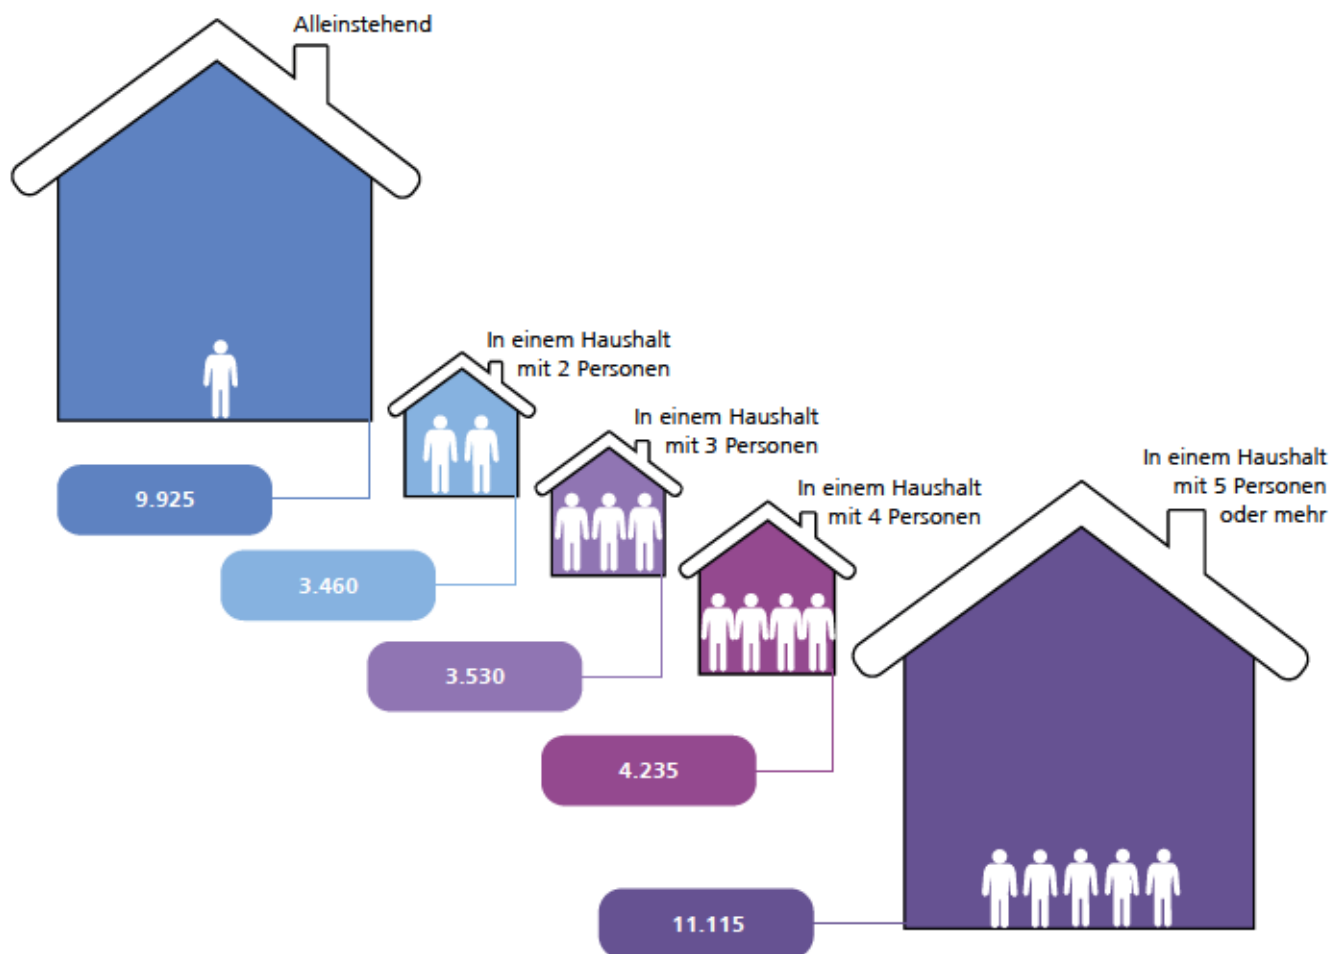 Alleinstehend
9.925
In einem Haushalt
mit 2 Personen
3.460
In einem Haushalt
mit 3 Personen
3.530
In einem Haushalt
mit 4 Personen
4.235
In einem Haushalt
mit 5 Personen
oder mehr
11.115